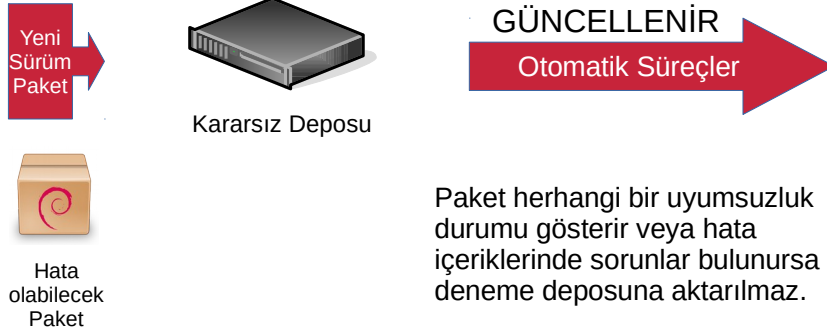 Yeni
Sürüm
Paket
Kararsız Deposu
GÜNCELLENİR
Otomatik Süreçler
Hata
olabilecek
Paket
Paket herhangi bir uyumsuzluk
durumu gösterir veya hata
içeriklerinde sorunlar bulunursa
deneme deposuna aktarılmaz.